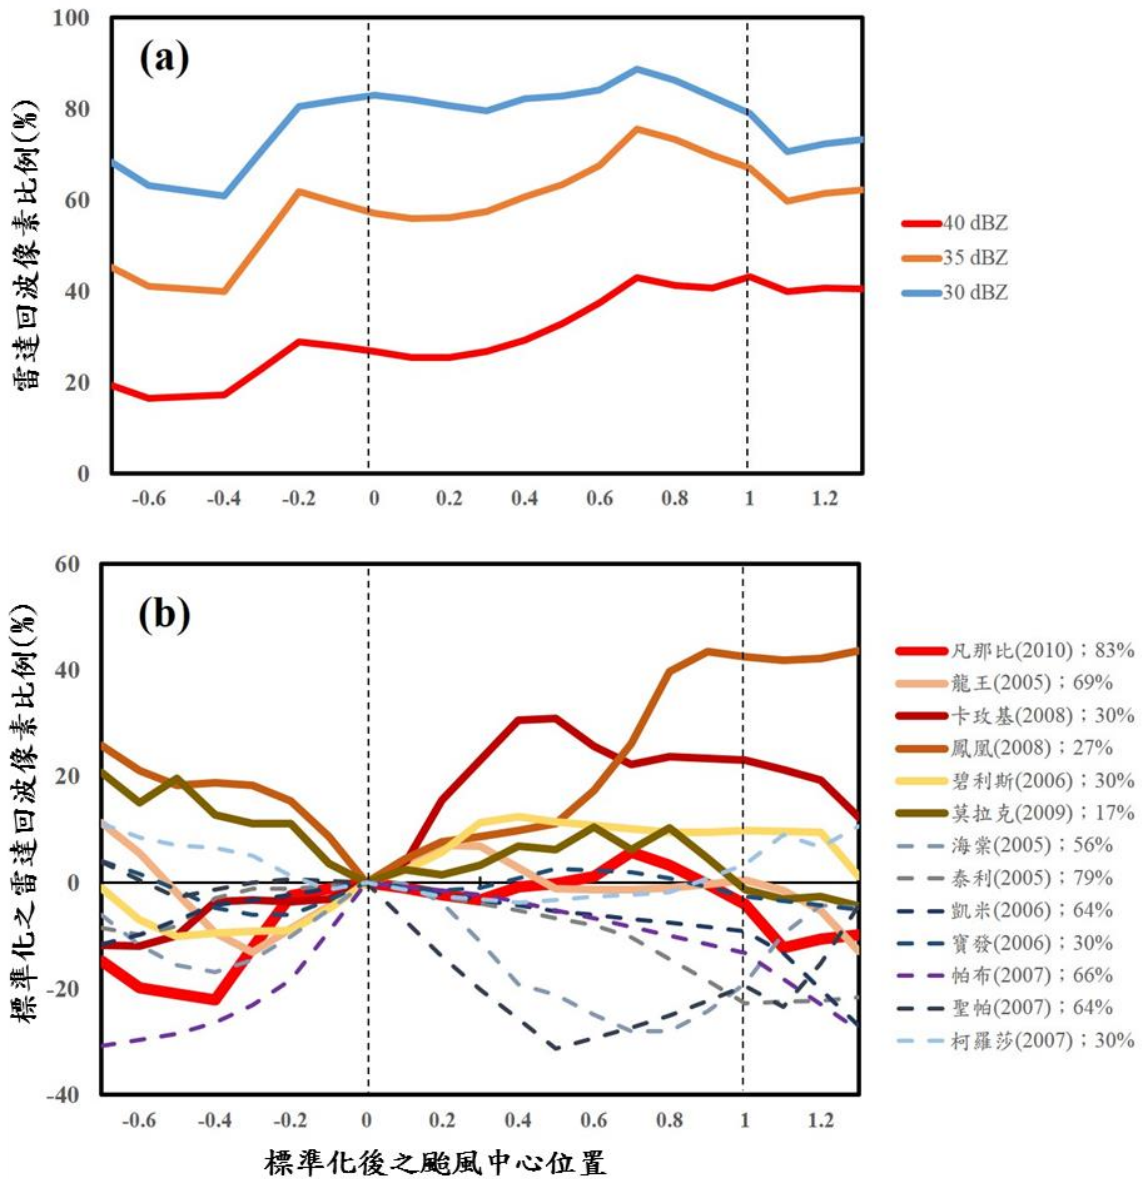 100
80
60
40
20
0
雷達回波像素比例(%)
(a)
-0.6 -0.4 -0.2 0 0.2 0.4 0.6 0.8 1 1.2
40 dBZ
35 dBZ
30 dBZ
60
40
20
0
-20
-40
標準化之雷達回波像素比例(%)
(b)
-0.6 -0.4 -0.2 0 0.2 0.4 0.6 0.8 1 1.2
標準化後之颱風中心位置
凡那比(2010);83%
龍王(2005);69%
卡玫基(2008);30%
鳳凰(2008);27%
碧利斯(2006);30%
莫拉克(2009);17%
海棠(2005);56%
泰利(2005);79%
凱米(2006);64%
寶發(2006);30%
帕布(2007);66%
聖帕(2007);64%
柯羅莎(2007);30%